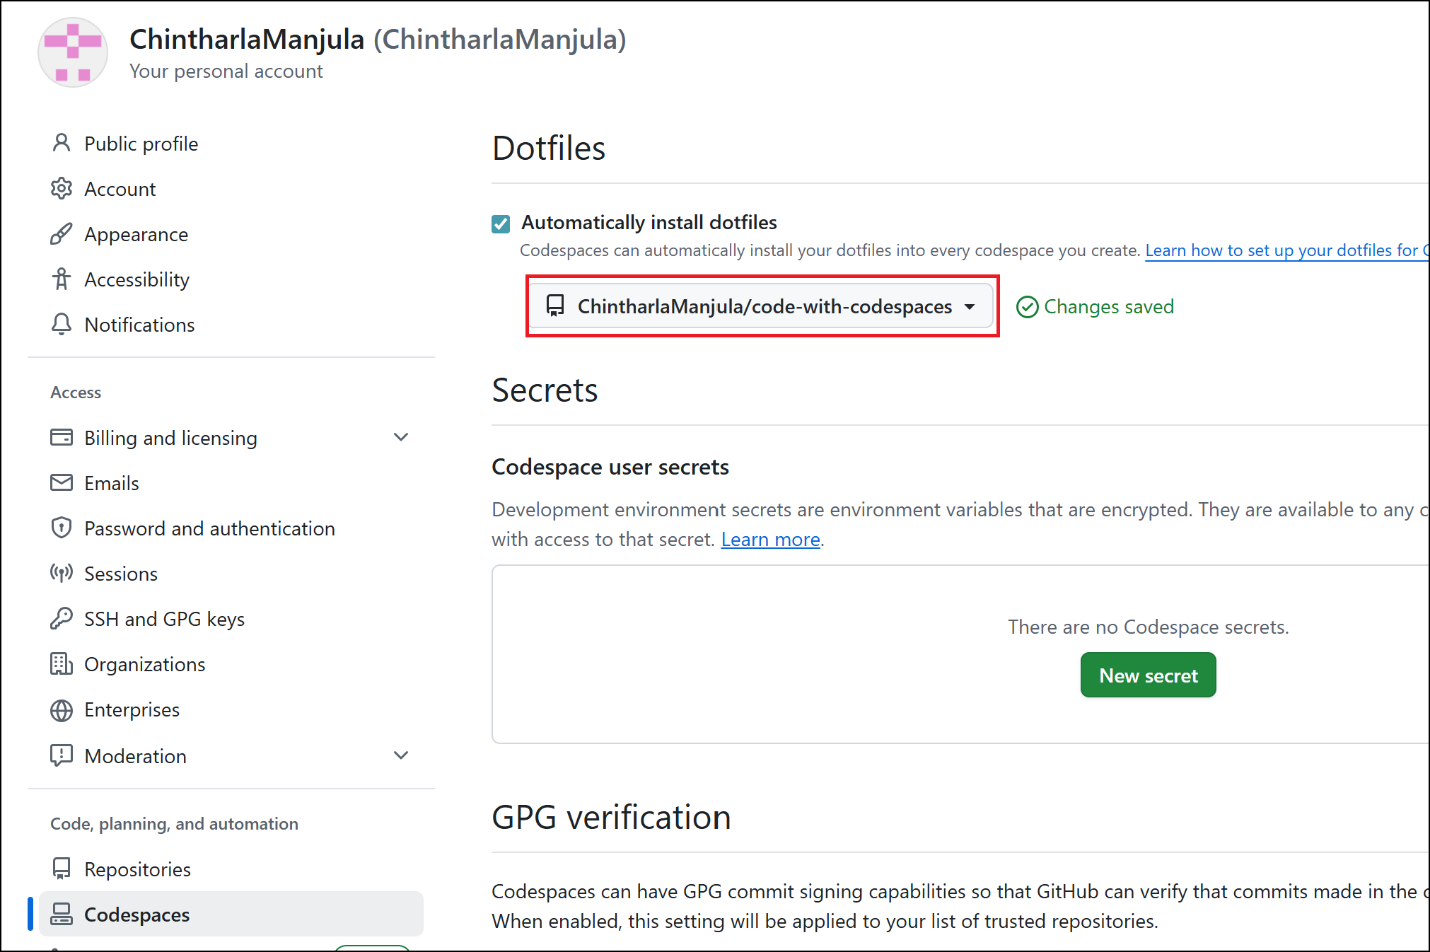 ChintharlaManjula (ChintharlaManjula)
Your personal account
Public profile
Account
Appearance
Accessibility
Notifications
Access
Billing and licensing
Emails
Password and authentication
Sessions
SSH and GPG keys
Organizations
Enterprises
Moderation
Code, planning, and automation
Repositories
Codespaces
Dotfiles
Automatically install dotfiles
Codespaces can automatically install your dotfiles into every codespace you create. Learn how to set up your dotfiles for
ChintharlaManjula/code-with-codespaces
Changes saved
Secrets
Codespace user secrets
Development environment secrets are environment variables that are encrypted. They are available to any
with access to that secret. Learn more.
There are no Codespace secrets.
New secret
GPG verification
Codespaces can have GPG commit signing capabilities so that GitHub can verify that commits made in the
When enabled, this setting will be applied to your list of trusted repositories.